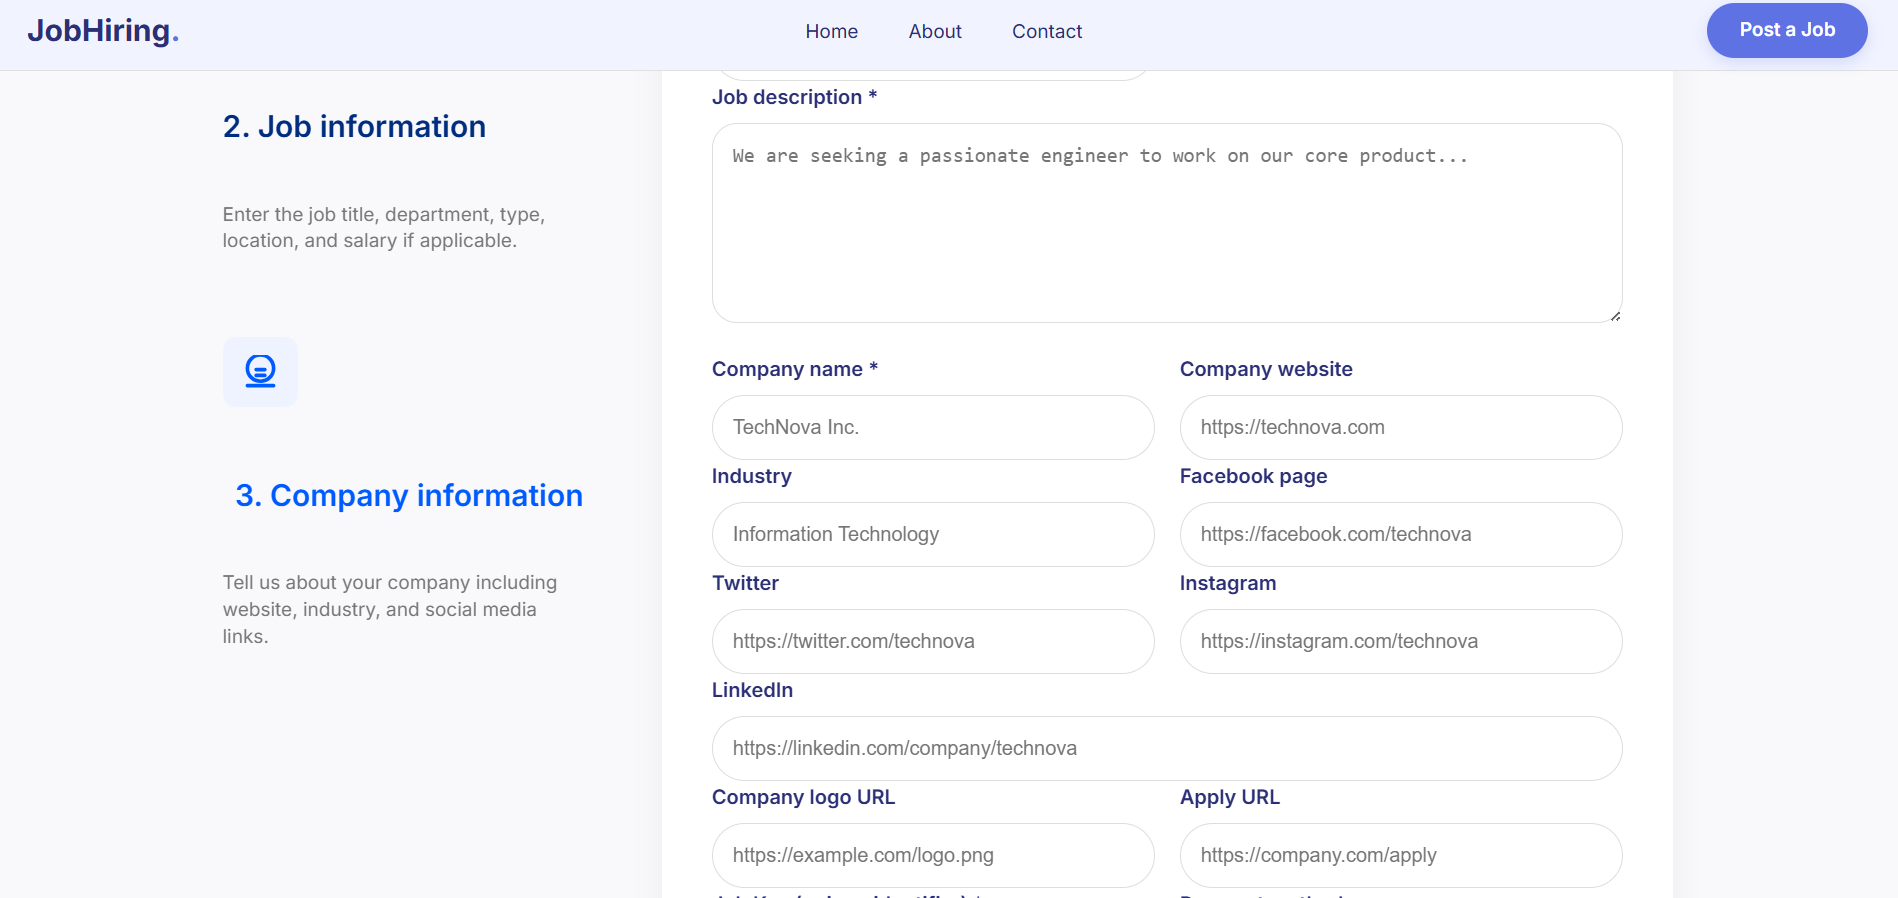 JobHiring.
Home
About
Contact
Post a Job
2. Job information
Enter the job title, department, type,
location, and salary if applicable.
3. Company information
Tell us about your company including
website, industry, and social media
links.
Job description *
We are seeking a passionate engineer to work on our core product...
Company name *
Company website
TechNova Inc.
https://technova.com
Industry
Facebook page
Information Technology
https://facebook.com/technova
Twitter
Instagram
https://twitter.com/technova
https://instagram.com/technova
LinkedIn
https://linkedin.com/company/technova
Company logo URL
Apply URL
https://example.com/logo.png
https://company.com/apply